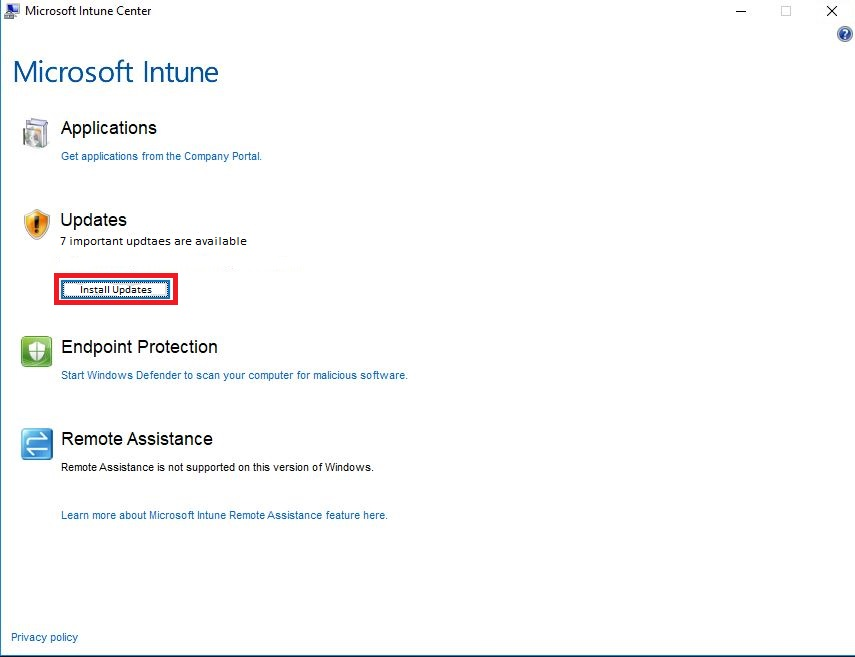 Microsoft Intune Center
Microsoft Intune
Applications
Get applications from the Company Portal.
Updates
7 important updtaes are available
Install Updates
Endpoint Protection
Start Windows Defender to scan your computer for malicious software.
Remote Assistance
Remote Assistance is not supported on this version of Windows.
Learn more about Microsoft Intune Remote Assistance feature here.
Privacy policy